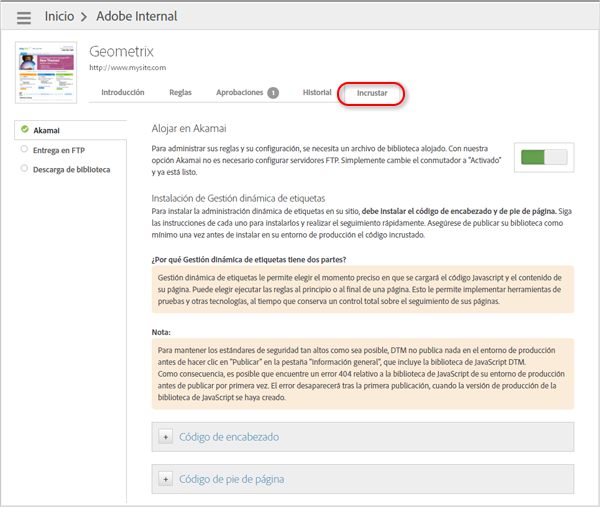 Inicio > Adobe Internal
Geometrix
http://www.mysite.com
Introducción Reglas Aprobaciones 1 Historial Incrustar
Akamai
Entrega en FTP
Descarga de biblioteca
Alojar en Akamai
Para administrar sus reglas y su configuración, se necesita un archivo de biblioteca alojado. Con nuestra
opción Akamai no es necesario configurar servidores FTP. Simplemente cambie el conmutador a "Activado"
y ya está listo.
Instalación de Gestión dinámica de etiquetas
Para instalar la administración dinámica de etiquetas en su sitio, debe instalar el código de encabezado y de pie de página. Siga
las instrucciones de cada uno para instalarlos y realizar el seguimiento rápidamente. Asegúrese de publicar su biblioteca como
mínimo una vez antes de instalar en su entorno de producción el código incrustado.
¿Por qué Gestión dinámica de etiquetas tiene dos partes?
Gestión dinámica de etiquetas le permite elegir el momento preciso en que se cargará el código Javascript y el contenido de
su página. Puede elegir ejecutar las reglas al principio o al final de una página. Esto le permite implementar herramientas de
pruebas y otras tecnologías, al tiempo que conserva un control total sobre el seguimiento de sus páginas.
Nota:
Para mantener los estándares de seguridad tan altos como sea posible, DTM no publica nada en el entorno de producción
antes de hacer clic en "Publicar" en la pestaña "Información general", que incluye la biblioteca de JavaScript DTM.
Como consecuencia, es posible que encuentre un error 404 relativo a la biblioteca de JavaScript de su entorno de producción
antes de publicar por primera vez. El error desaparecerá tras la primera publicación, cuando la versión de producción de la
biblioteca de JavaScript se haya creado.
+ Código de encabezado
+ Código de pie de página